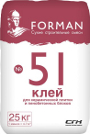 FORMAN
Сухие строительные смеси
№ 51
КЛЕЙ
для керамической плитки
и пенобетонных блоков
25 КГ